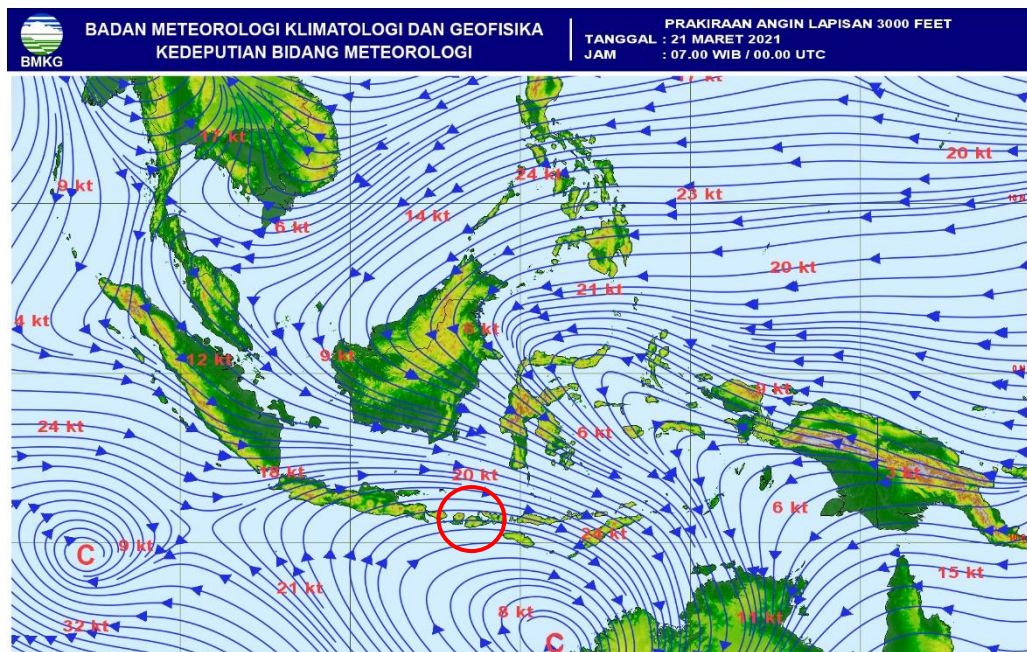 BMKG
BADAN METEOROLOGI KLIMATOLOGI DAN GEOFISIKA
KEDEPUTIAN BIDANG METEOROLOGI
PRAKIRAAN ANGIN LAPISAN 3000 FEET
TANGGAL : 21 MARET 2021
JAM : 07.00 WIB / 00.00 UTC
17 kt
17 kt
20 kt
9 kt
24 kt
23 kt
14 kt
6 kt
20 kt
21 kt
4 kt
9 kt
12 kt
9 kt
24 kt
6 kt
18 kt
20 kt
6 kt
24 kt
C
9 kt
21 kt
15 kt
8 kt
11 kt
32 kt
C